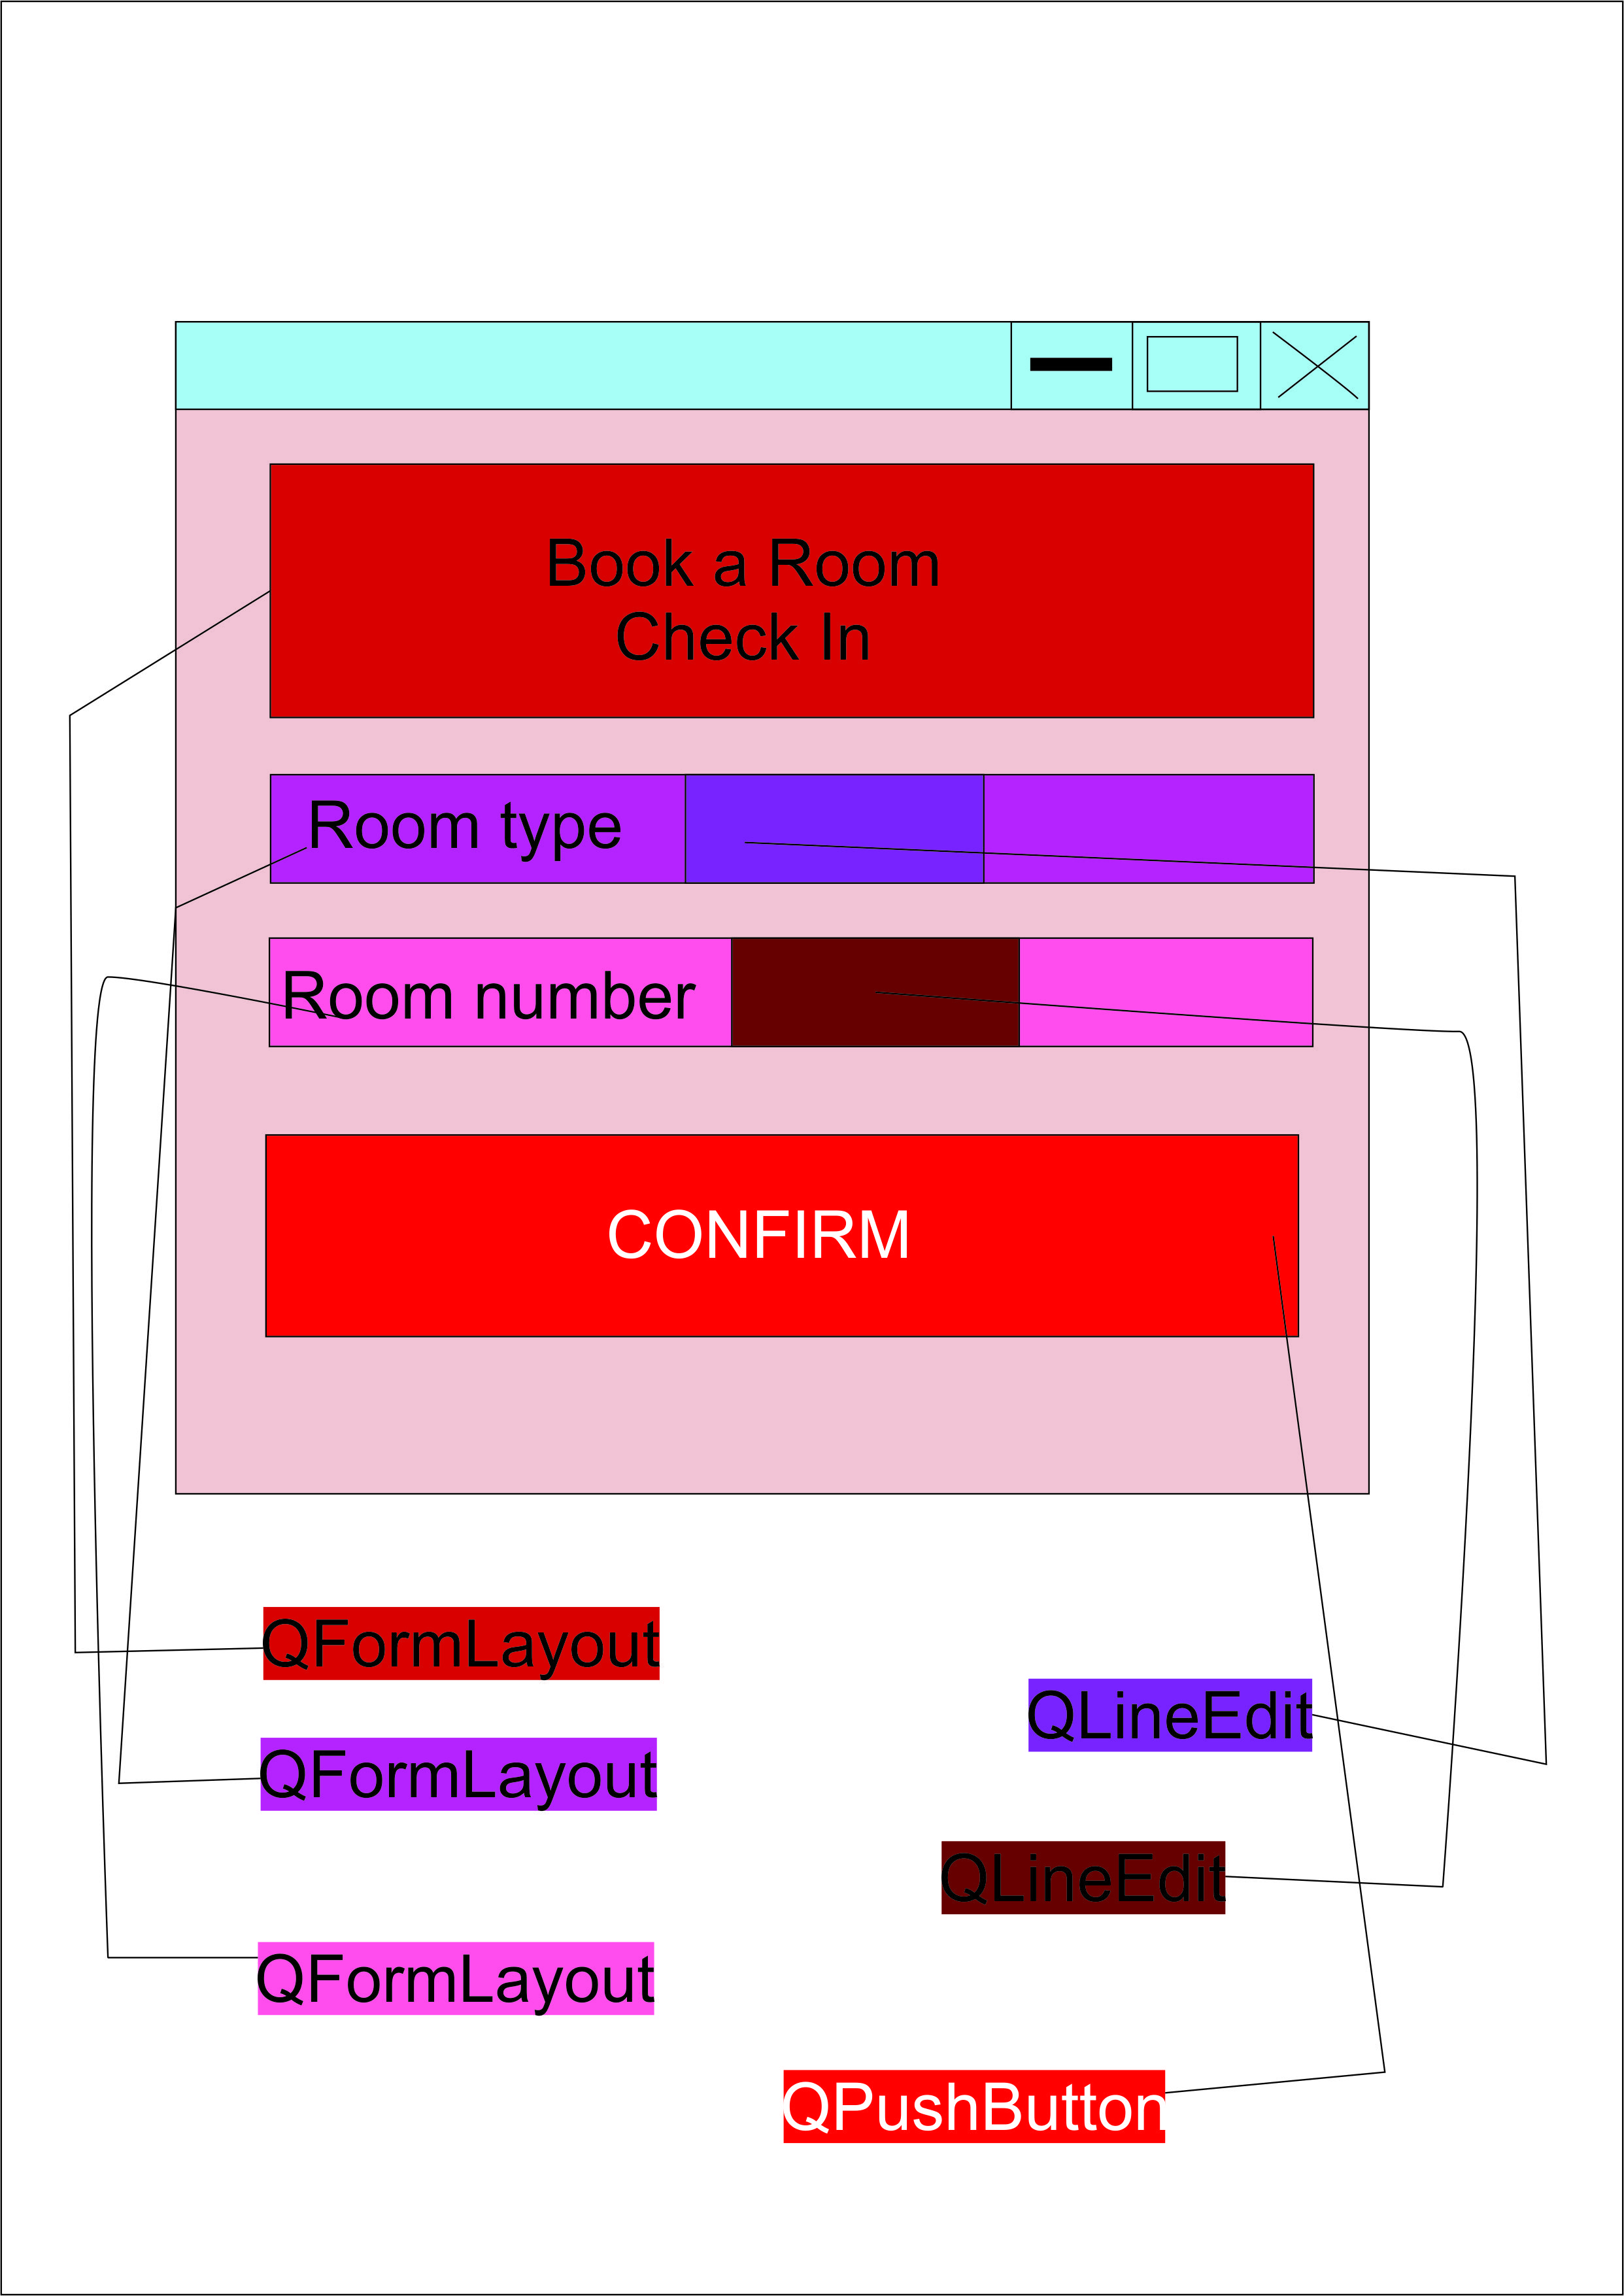 Book a Room
Check In
Room type
Room number
CONFIRM
QFormLayout
QLineEdit
QFormLayout
QLineEdit
QFormLayout
QPushButton